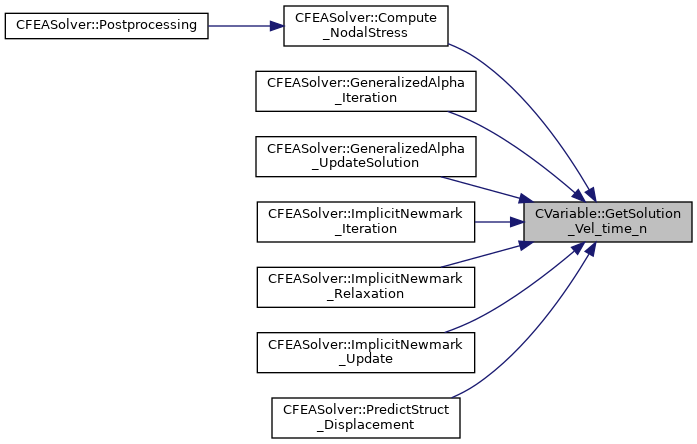 CFEASolver::Postprocessing
CFEASolver::Compute
_NodalStress
CFEASolver::GeneralizedAlpha
_Iteration
CFEASolver::GeneralizedAlpha
_UpdateSolution
CFEASolver::ImplicitNewmark
_Iteration
CFEASolver::ImplicitNewmark
_Relaxation
CFEASolver::ImplicitNewmark
_Update
CFEASolver::PredictStruct
_Displacement
CVariable::GetSolution
_Vel_time_n